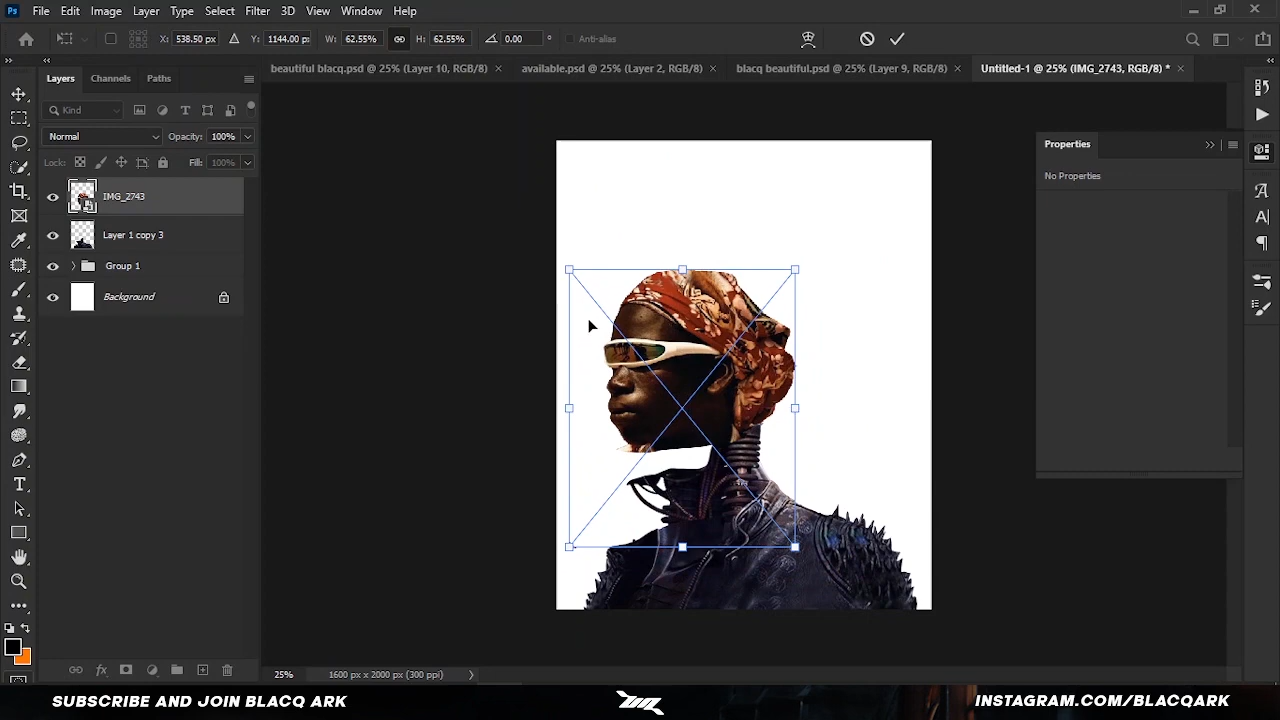 Ps File Edit Image Layer Type Select Filter 3D View Window Help
X: 538.50 px Y: 1144.00 px W: 62.55% H: 62.55% 0.00 ° Anti-alias
beautiful blacq.psd @ 25% (Layer 10, RGB/8) × available.psd @ 25% (Layer 2, RGB/8) × blacq beautiful.psd @ 25% (Layer 9, RGB/8) × Untitled-1 @ 25% (IMG_2743, RGB/8) * ×
Layers Channels Paths
Kind
Normal Opacity: 100%
Lock: Fill: 100%
IMG_2743
Layer 1 copy 3
Group 1
Background
Properties
No Properties
25% 1600 px x 2000 px (300 ppi)
SUBSCRIBE AND JOIN BLACQ ARK
INSTAGRAM.COM/BLACQARK